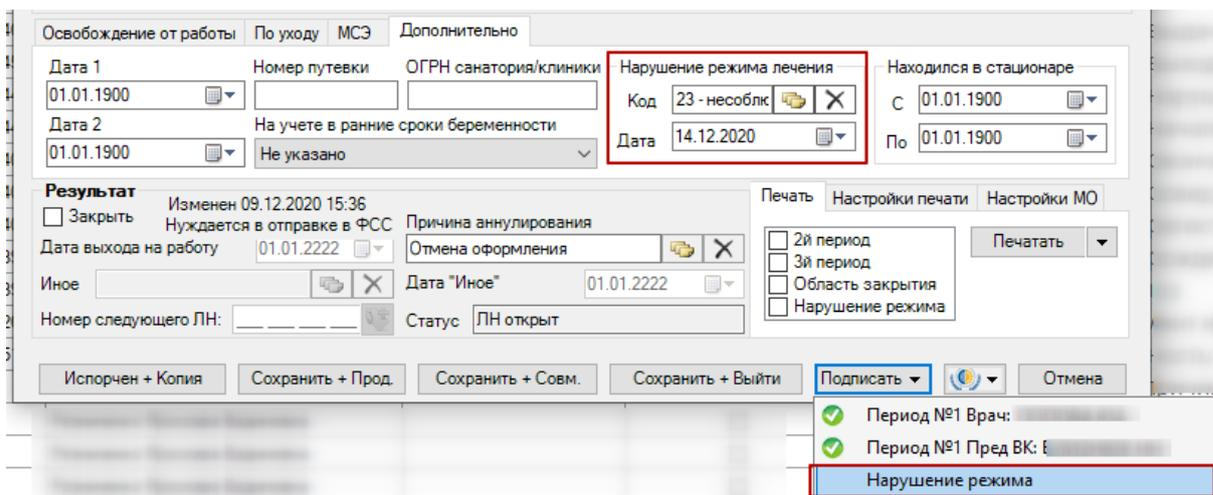 Освобождение от работы По уходу МСЭ Дополнительно
Дата 1 Номер путевки ОГРН санатория/клиники Нарушение режима лечения Находился в стационаре
01.01.1900 Код 23 - несоблю С 01.01.1900
Дата 2 На учете в ранние сроки беременности Дата 14.12.2020 По 01.01.1900
01.01.1900 Не указано
Результат Изменен 09.12.2020 15:36 Печать Настройки печати Настройки МО
Закрыть Нуждается в отправке в ФСС Причина аннулирования
Дата выхода на работу 01.01.2222 Отмена оформления 2й период Печатать
3й период
Иное Дата "Иное" 01.01.2222 Область закрытия
Нарушение режима
Номер следующего ЛН: ___ ___ ___ ___ Статус ЛН открыт
Испорчен + Копия Сохранить + Прод. Сохранить + Совм. Сохранить + Выйти Подписать Отмена
Период №1 Врач:
Период №1 Пред ВК:
Нарушение режима